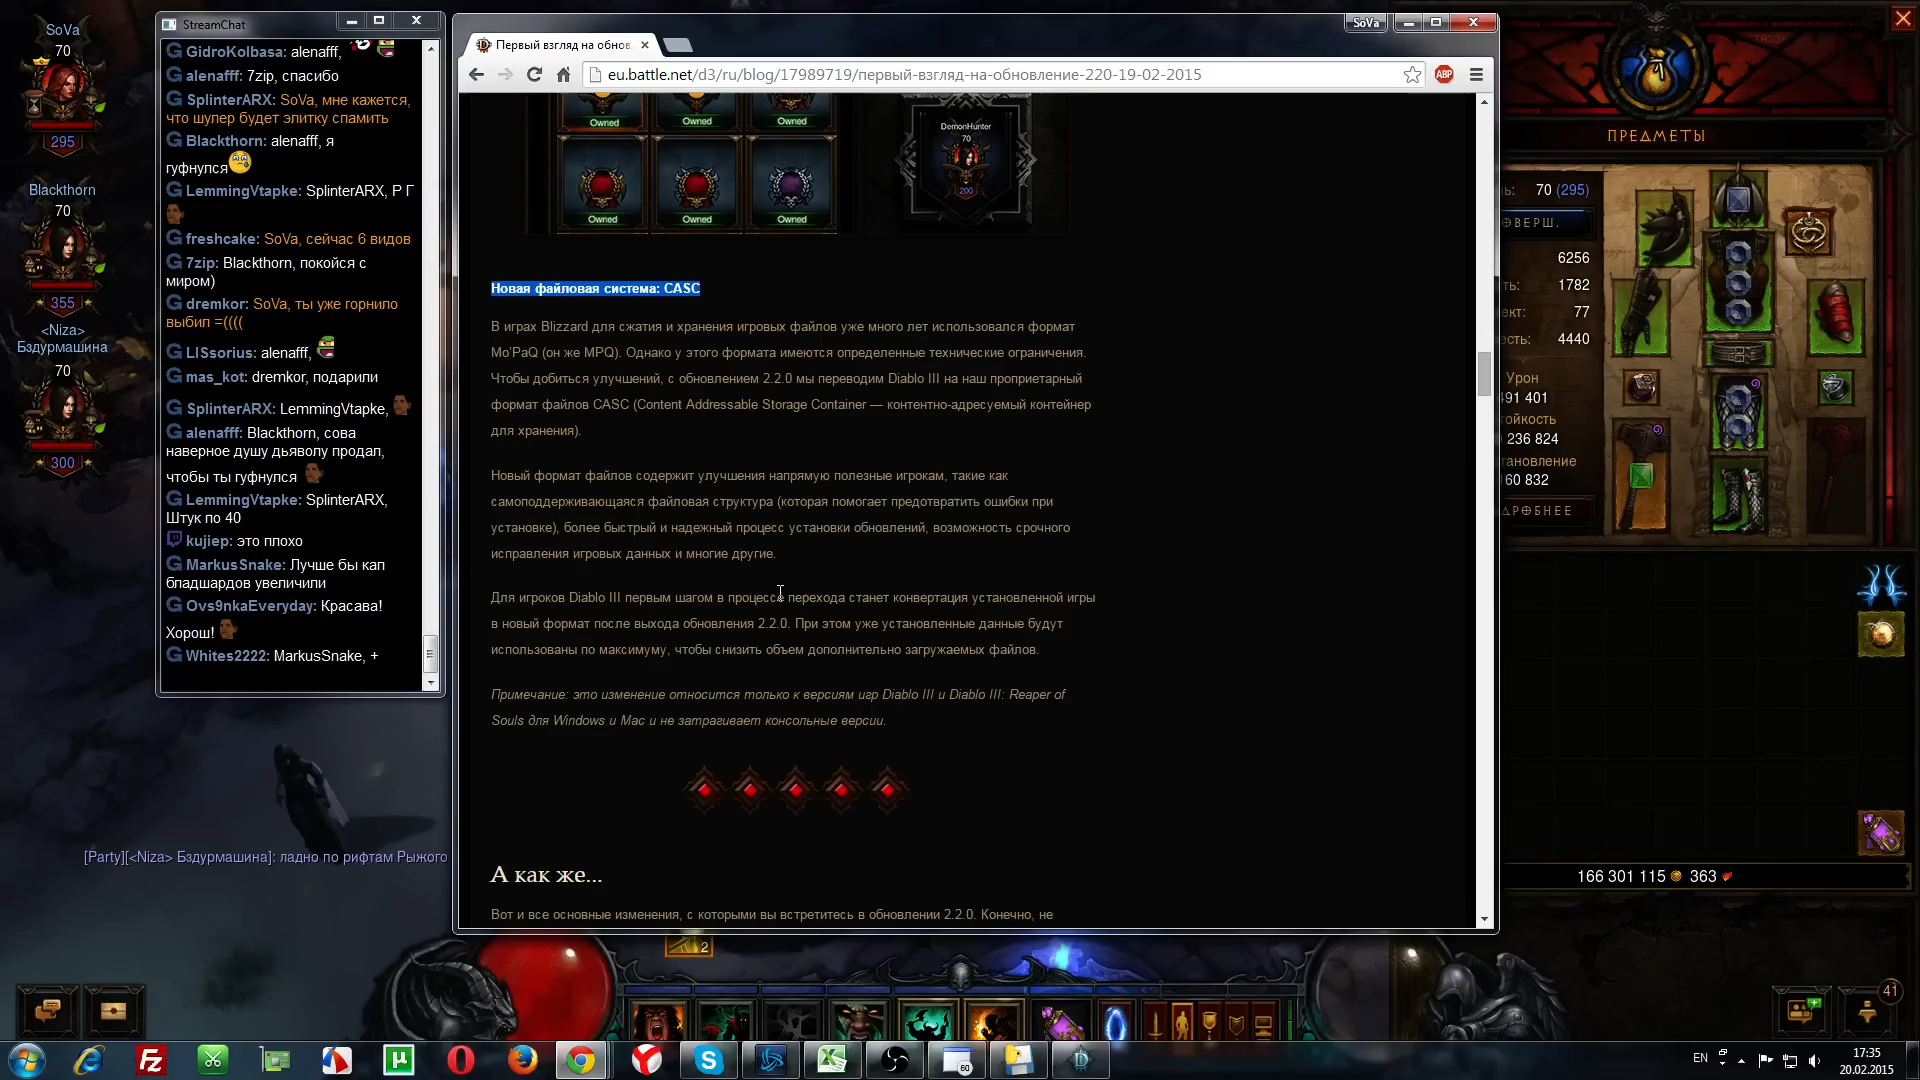 SoVa
70
295
Blackthorn
70
355
<Niza>
Бздурмашина
70
300
StreamChat
GidroKolbasa: alenafff,
alenafff: 7zip, спасибо
SplinterARX: SoVa, мне кажется,
что шулер будет элитку спамить
Blackthorn: alenafff, я
гуфнулся
LemmingVtapke: SplinterARX, Р Г
freshcake: SoVa, сейчас 6 видов
7zip: Blackthorn, покойся с
миром)
dremkor: SoVa, ты уже горнило
выбил =((((
LISsorius: alenafff,
mas_kot: dremkor, подарили
SplinterARX: LemmingVtapke,
alenafff: Blackthorn, сова
наверное душу дьяволу продал,
чтобы ты гуфнулся
LemmingVtapke: SplinterARX,
Штук по 40
kujiep: это плохо
MarkusSnake: Лучше бы кап
бладшардов увеличили
Ovs9nkaEveryday: Красава!
Хорош!
Whites2222: MarkusSnake, +
[Party][<Niza> Бздурмашина]: ладно по рифтам Рыжого
SoVa
Первый взгляд на обнов
eu.battle.net/d3/ru/blog/17989719/первый-взгляд-на-обновление-220-19-02-2015
ABP
Owned Owned Owned
Owned Owned Owned
DemonHunter
70
200
Новая файловая система: CASC
В играх Blizzard для сжатия и хранения игровых файлов уже много лет использовался формат
Mo'PaQ (он же MPQ). Однако у этого формата имеются определенные технические ограничения.
Чтобы добиться улучшений, с обновлением 2.2.0 мы переводим Diablo III на наш проприетарный
формат файлов CASC (Content Addressable Storage Container — контентно-адресуемый контейнер
для хранения).
Новый формат файлов содержит улучшения напрямую полезные игрокам, такие как
самоподдерживающаяся файловая структура (которая помогает предотвратить ошибки при
установке), более быстрый и надежный процесс установки обновлений, возможность срочного
исправления игровых данных и многие другие.
Для игроков Diablo III первым шагом в процессе перехода станет конвертация установленной игры
в новый формат после выхода обновления 2.2.0. При этом уже установленные данные будут
использованы по максимуму, чтобы снизить объем дополнительно загружаемых файлов.
Примечание: это изменение относится только к версиям игр Diablo III и Diablo III: Reaper of
Souls для Windows и Mac и не затрагивает консольные версии.
А как же...
Вот и все основные изменения, с которыми вы встретитесь в обновлении 2.2.0. Конечно, не
ПРЕДМЕТЫ
ь: 70 (295)
ОВЕРШ.
6256
ть: 1782
ект: 77
есть: 4440
Урон
491 401
ойкость
236 824
тановление
160 832
ДРОБНЕЕ
166 301 115 363
2
41
60
EN
17:35
20.02.2015